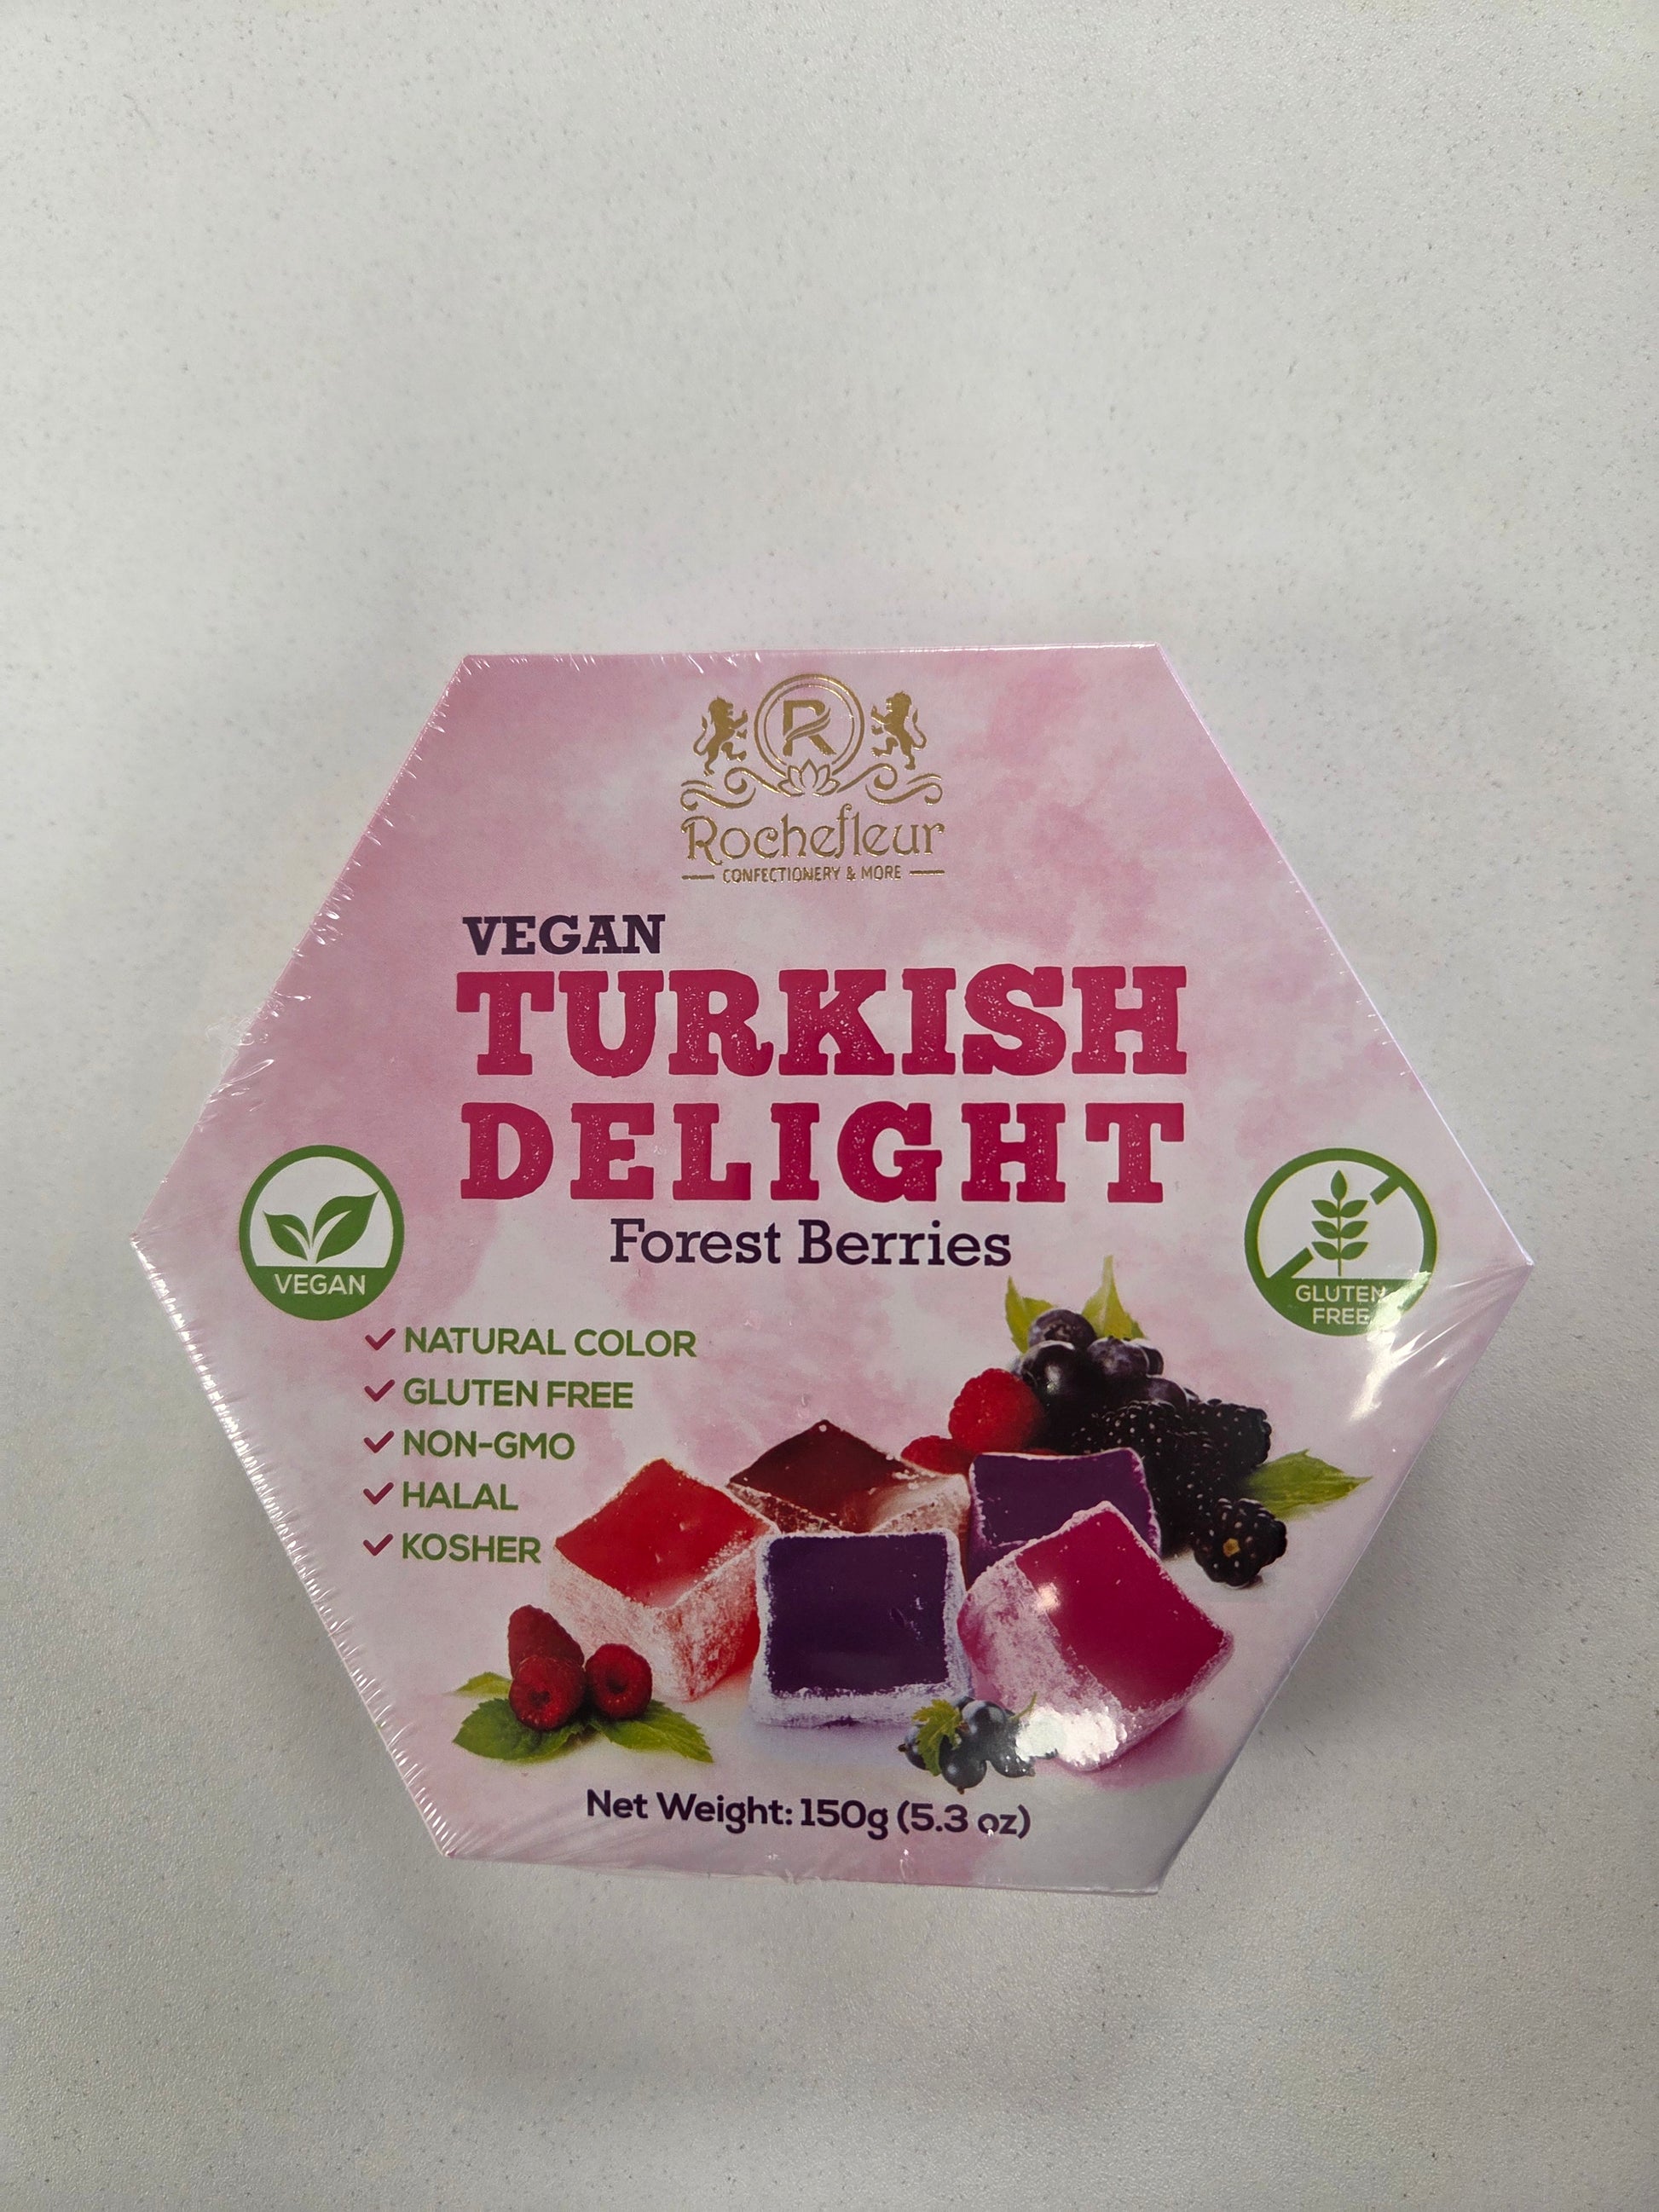 R
Rochefleur
CONFECTIONERY & MORE
VEGAN
TURKISH
DELIGHT
Forest Berries
VEGAN
GLUTEN
FREE
NATURAL COLOR
GLUTEN FREE
NON-GMO
HALAL
KOSHER
Net Weight: 150g (5.3 oz)